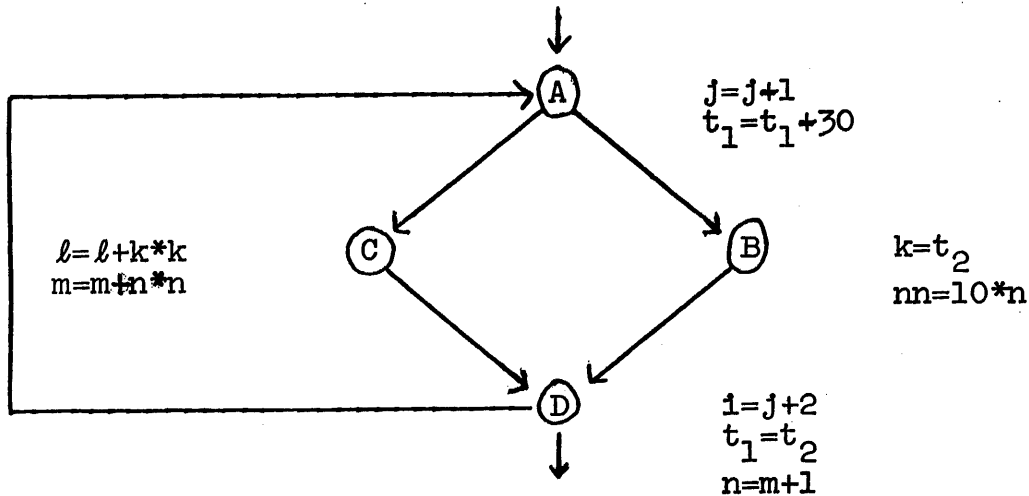 A
j=j+1
t₁=t₁+30
ℓ=ℓ+k*k
m=m+n*n
C
B
k=t₂
nn=10*n
D
i=j+2
t₁=t₂
n=m+1